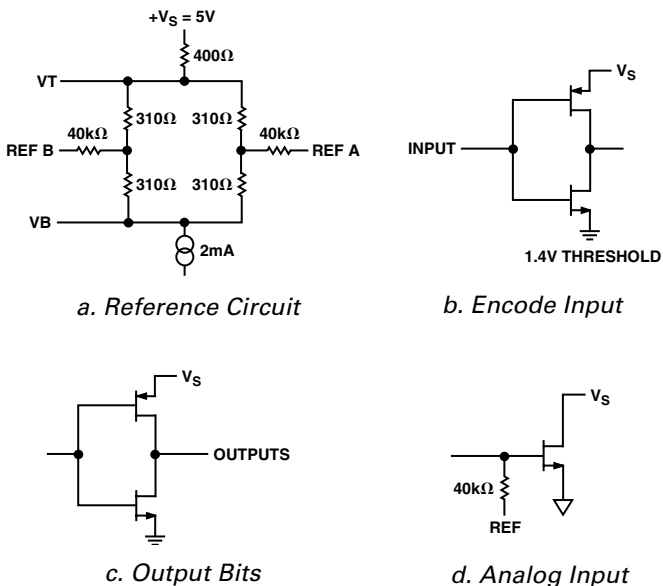 +VS = 5V
400Ω
VT
310Ω
310Ω
40kΩ
40kΩ
REF B
REF A
310Ω
310Ω
VB
2mA
a. Reference Circuit
VS
INPUT
1.4V THRESHOLD
b. Encode Input
VS
OUTPUTS
c. Output Bits
VS
40kΩ
REF
d. Analog Input